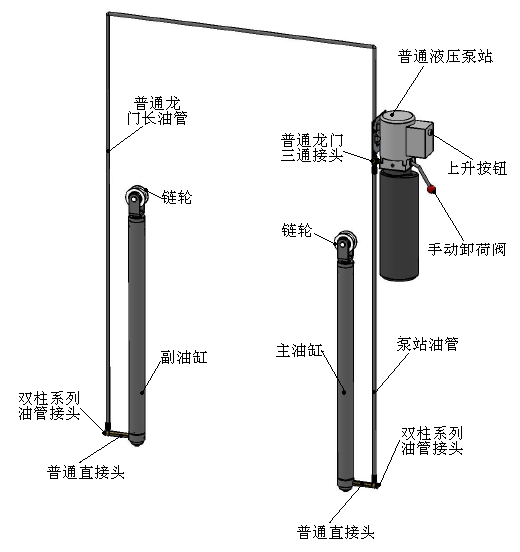 普通液压泵站
普通龙
门长油管
普通龙门
三通接头
上升按钮
链轮
链轮
手动卸荷阀
副油缸
主油缸
泵站油管
双柱系列
油管接头
双柱系列
油管接头
普通直接头
普通直接头